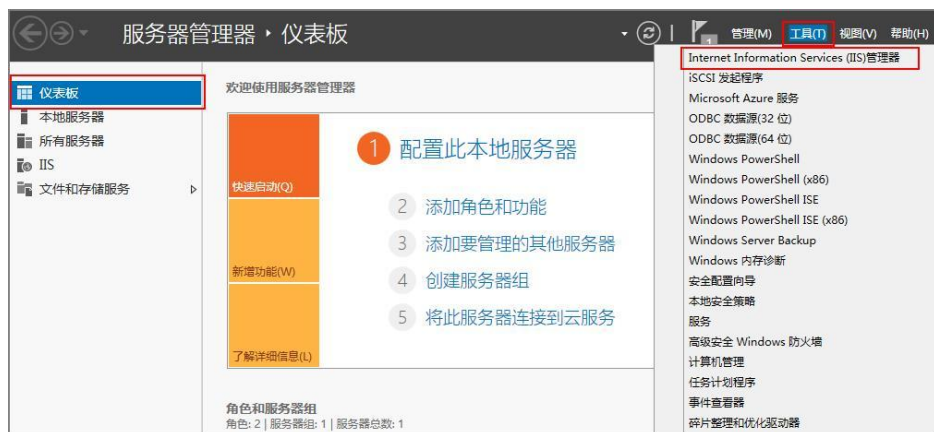 服务器管理器 · 仪表板
1
管理(M) 工具(T) 视图(V) 帮助(H)
仪表板
本地服务器
所有服务器
IIS
文件和存储服务
欢迎使用服务器管理器
快速启动(Q)
新增功能(W)
了解详细信息(L)
1 配置此本地服务器
2 添加角色和功能
3 添加要管理的其他服务器
4 创建服务器组
5 将此服务器连接到云服务
角色和服务器组
角色: 2 | 服务器组: 1 | 服务器总数: 1
Internet Information Services (IIS)管理器
iSCSI 发起程序
Microsoft Azure 服务
ODBC 数据源(32 位)
ODBC 数据源(64 位)
Windows PowerShell
Windows PowerShell (x86)
Windows PowerShell ISE
Windows PowerShell ISE (x86)
Windows Server Backup
Windows 内存诊断
安全配置向导
本地安全策略
服务
高级安全 Windows 防火墙
计算机管理
任务计划程序
事件查看器
碎片整理和优化驱动器